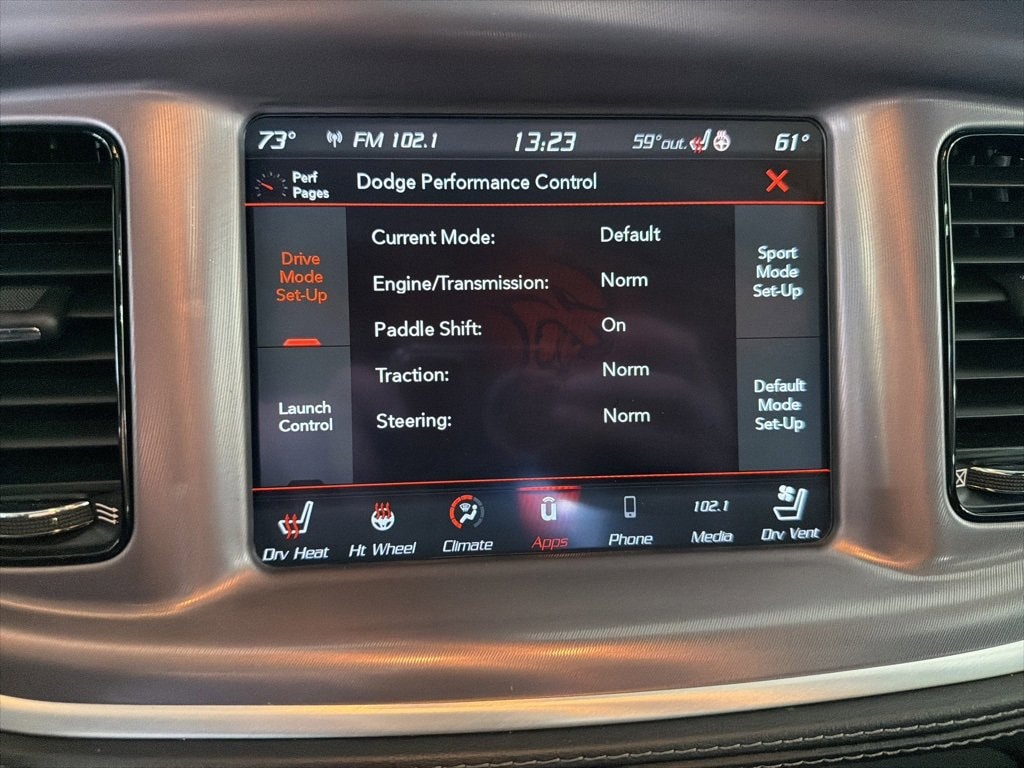 73° FM 102.1 13:23 59°out. 61°
Perf
Pages
Dodge Performance Control
Drive
Mode
Set-Up
Launch
Control
Current Mode: Default
Engine/Transmission: Norm
Paddle Shift: On
Traction: Norm
Steering: Norm
Sport
Mode
Set-Up
Default
Mode
Set-Up
102.1
Drv Heat Ht Wheel Climate Apps Phone Media Drv Vent